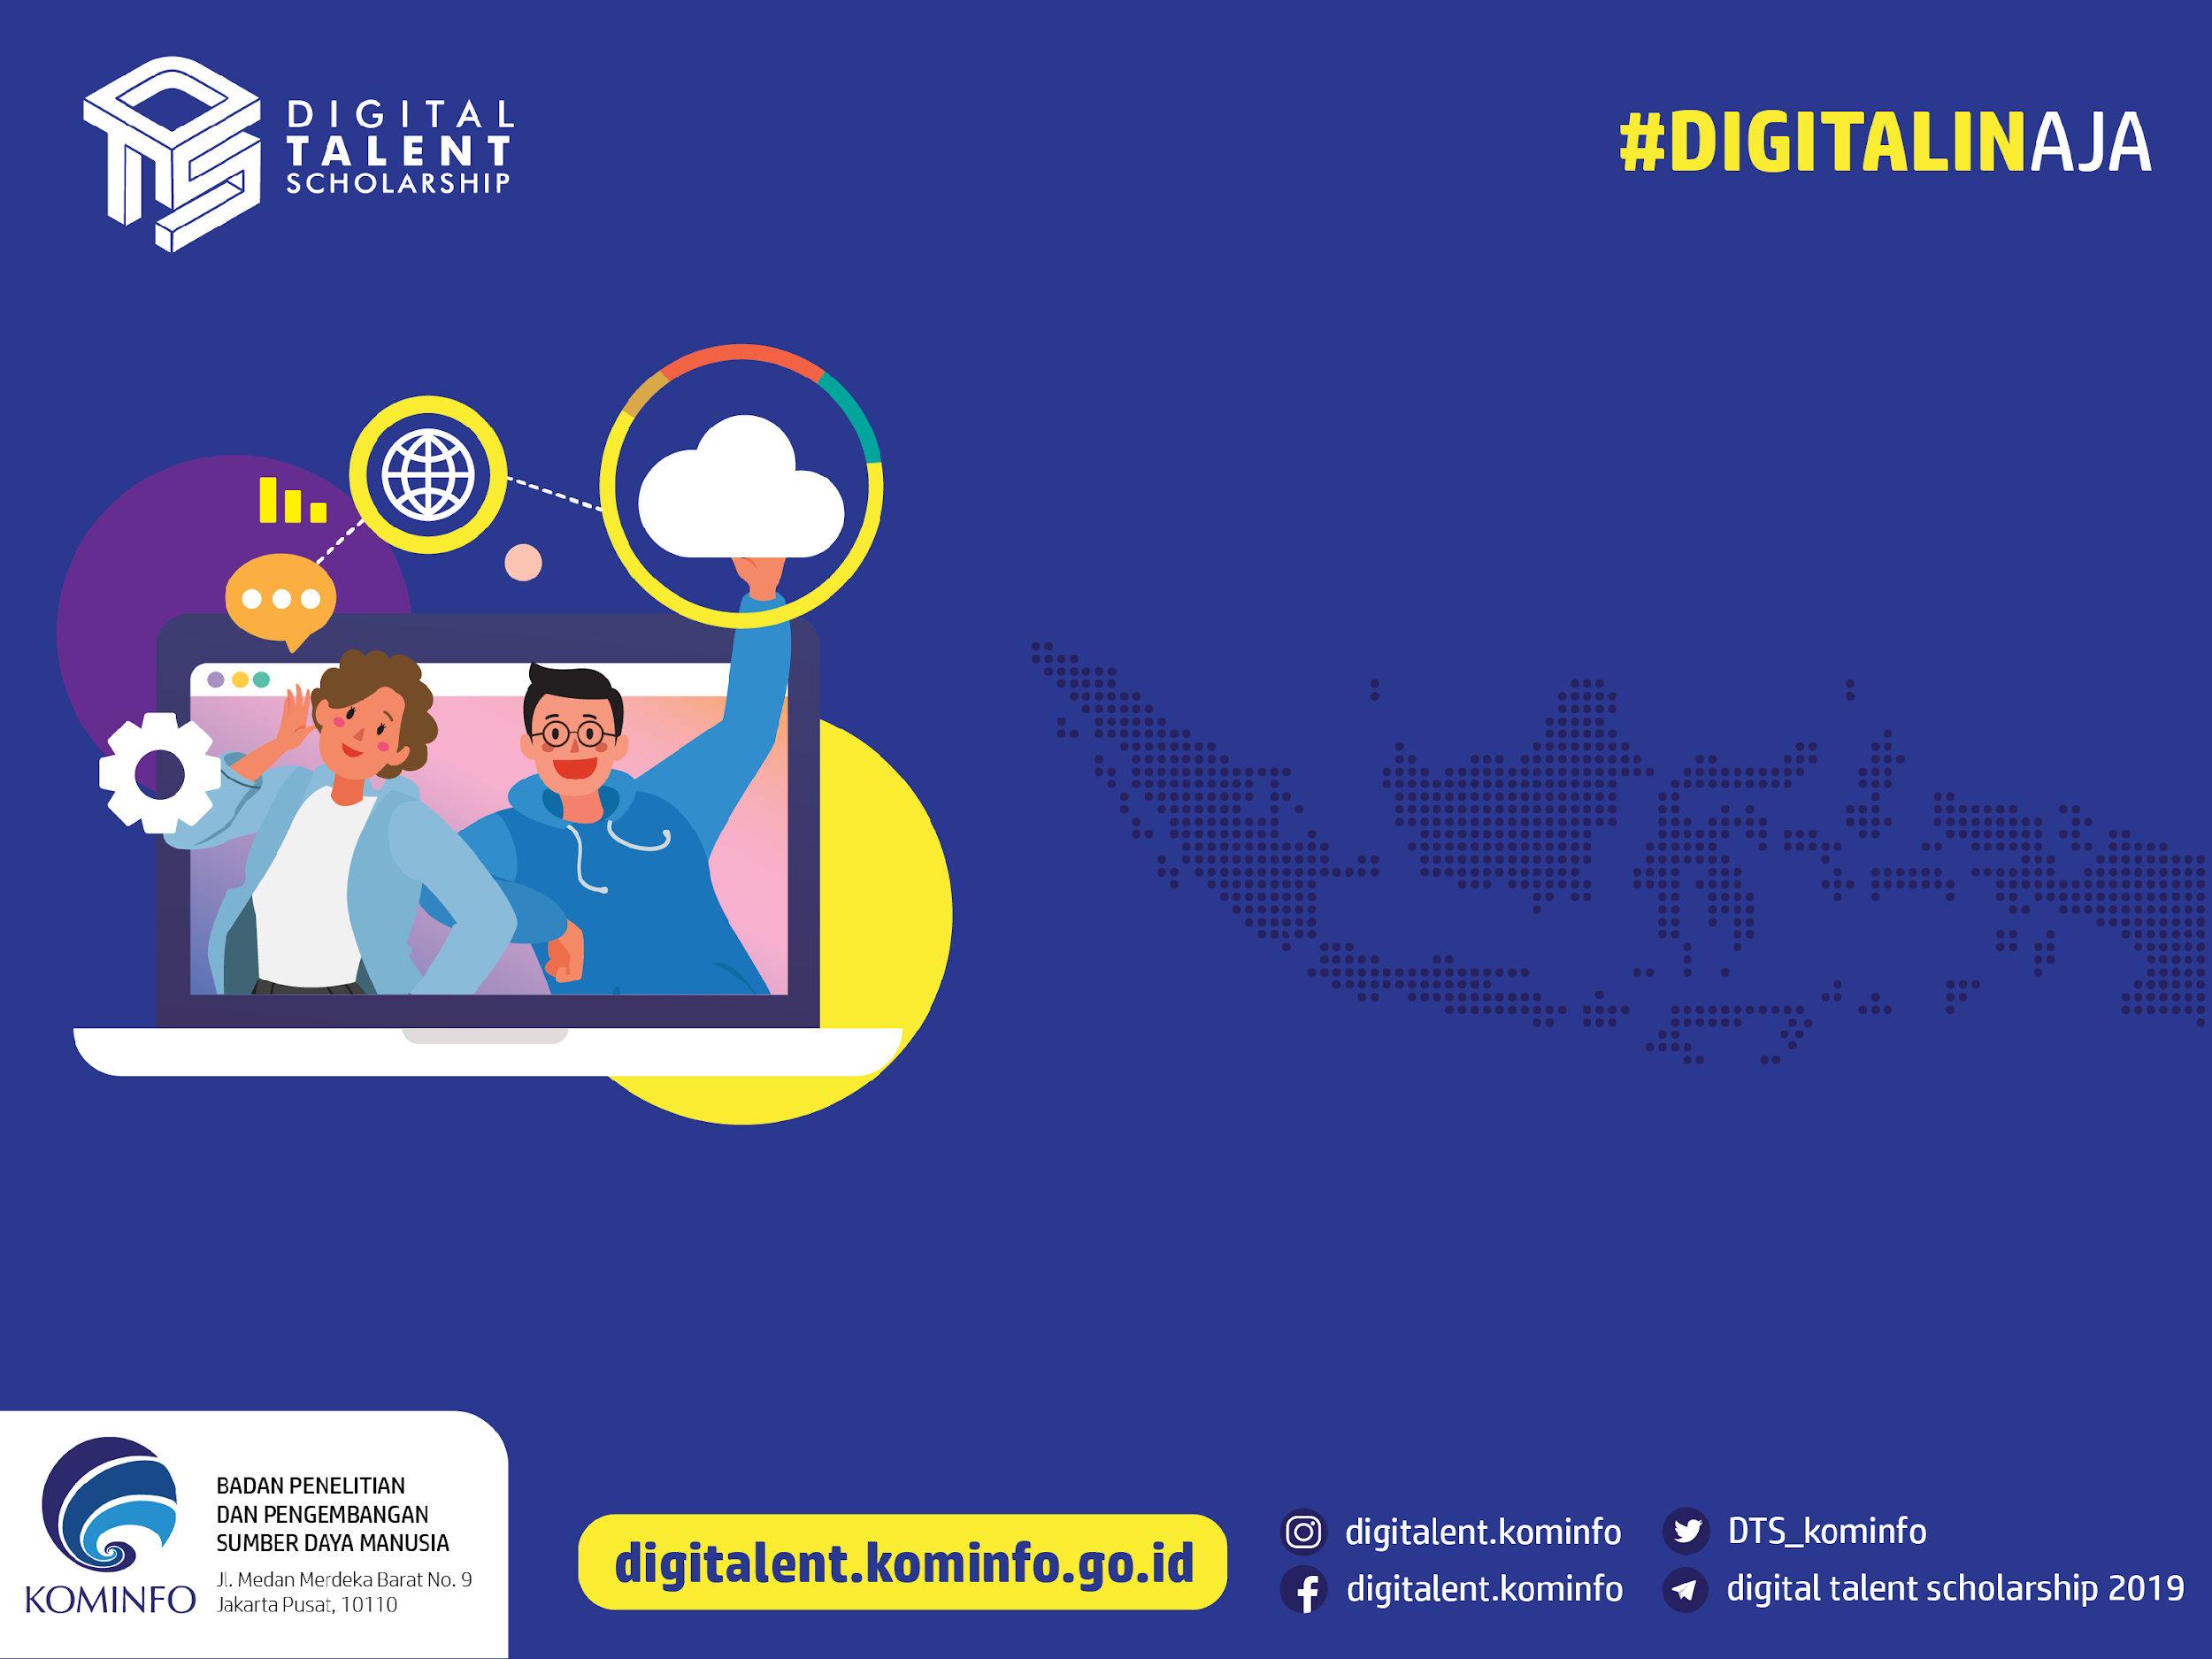 DIGITAL
TALENT
SCHOLARSHIP
#DIGITALINAJA
BADAN PENELITIAN
DAN PENGEMBANGAN
SUMBER DAYA MANUSIA
Jl. Medan Merdeka Barat No. 9
Jakarta Pusat, 10110
KOMINFO
digitalent.kominfo.go.id
digitalent.kominfo
DTS_kominfo
digitalent.kominfo
digital talent scholarship 2019